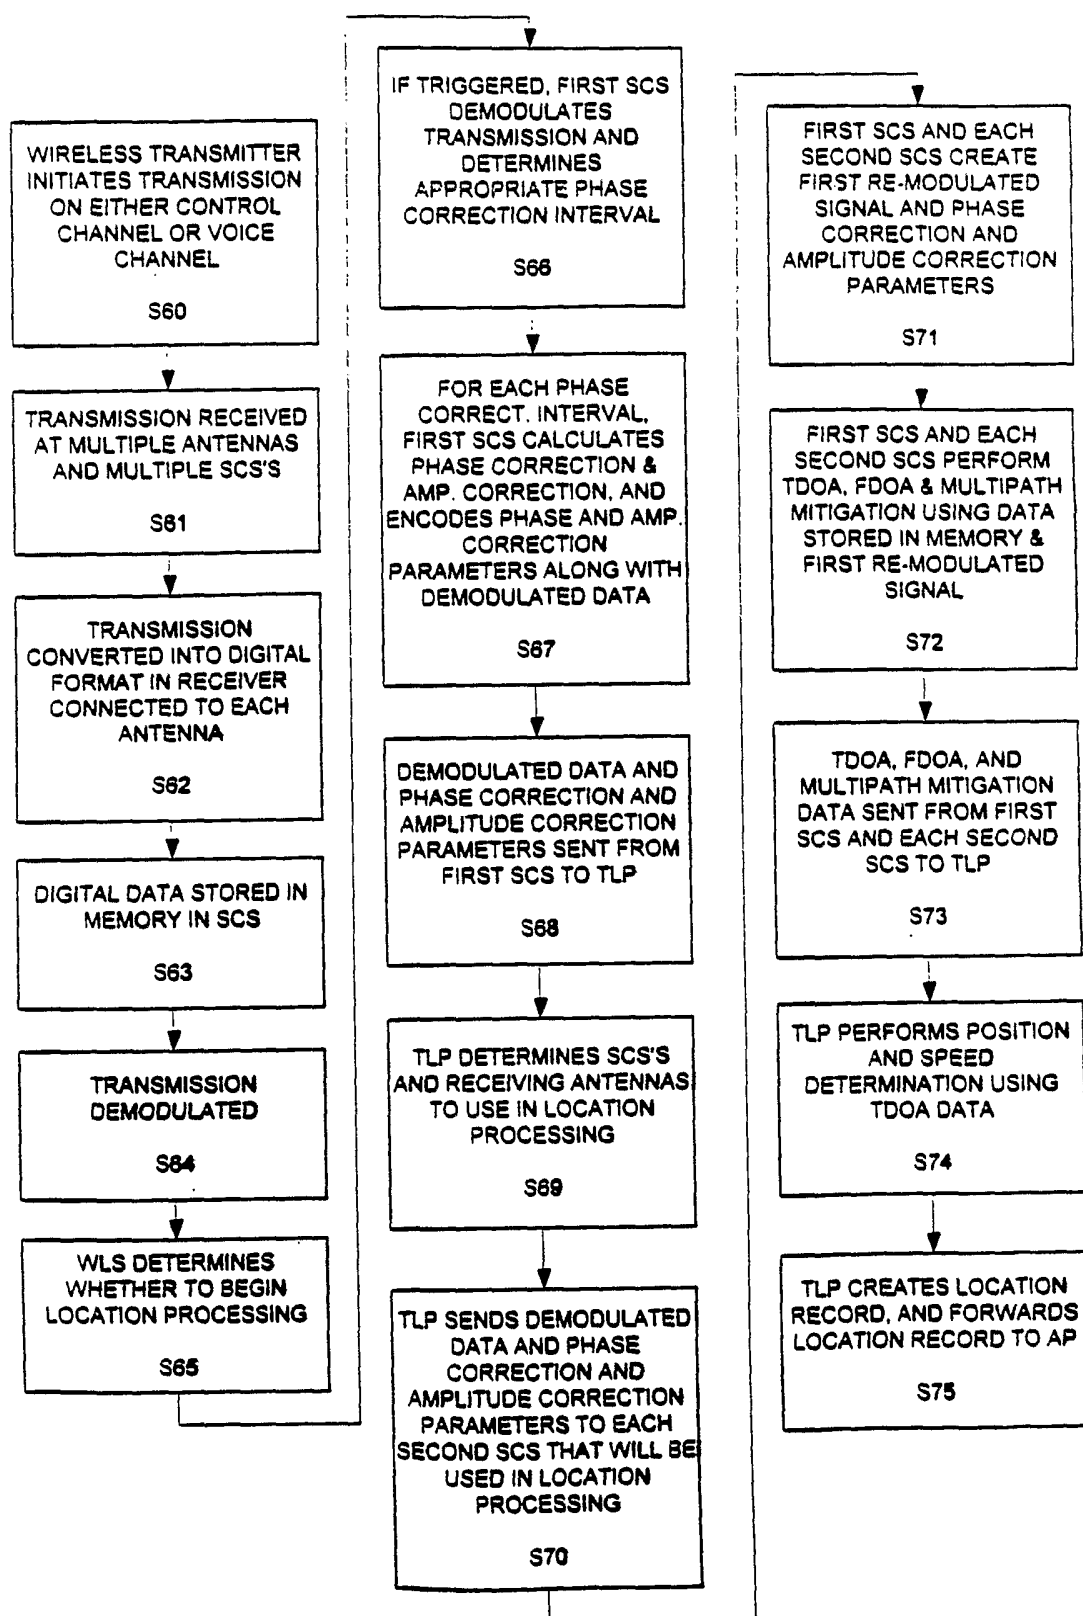 WIRELESS TRANSMITTER
INITIATES TRANSMISSION
ON EITHER CONTROL
CHANNEL OR VOICE
CHANNEL
S60
TRANSMISSION RECEIVED
AT MULTIPLE ANTENNAS
AND MULTIPLE SCS'S
S61
TRANSMISSION
CONVERTED INTO DIGITAL
FORMAT IN RECEIVER
CONNECTED TO EACH
ANTENNA
S62
DIGITAL DATA STORED IN
MEMORY IN SCS
S63
TRANSMISSION
DEMODULATED
S64
WLS DETERMINES
WHETHER TO BEGIN
LOCATION PROCESSING
S65
IF TRIGGERED, FIRST SCS
DEMODULATES
TRANSMISSION AND
DETERMINES
APPROPRIATE PHASE
CORRECTION INTERVAL
S66
FOR EACH PHASE
CORRECT. INTERVAL,
FIRST SCS CALCULATES
PHASE CORRECTION &
AMP. CORRECTION, AND
ENCODES PHASE AND AMP.
CORRECTION
PARAMETERS ALONG WITH
DEMODULATED DATA
S67
DEMODULATED DATA AND
PHASE CORRECTION AND
AMPLITUDE CORRECTION
PARAMETERS SENT FROM
FIRST SCS TO TLP
S68
TLP DETERMINES SCS'S
AND RECEIVING ANTENNAS
TO USE IN LOCATION
PROCESSING
S69
TLP SENDS DEMODULATED
DATA AND PHASE
CORRECTION AND
AMPLITUDE CORRECTION
PARAMETERS TO EACH
SECOND SCS THAT WILL BE
USED IN LOCATION
PROCESSING
S70
FIRST SCS AND EACH
SECOND SCS CREATE
FIRST RE-MODULATED
SIGNAL AND PHASE
CORRECTION AND
AMPLITUDE CORRECTION
PARAMETERS
S71
FIRST SCS AND EACH
SECOND SCS PERFORM
TDOA, FDOA & MULTIPATH
MITIGATION USING DATA
STORED IN MEMORY &
FIRST RE-MODULATED
SIGNAL
S72
TDOA, FDOA, AND
MULTIPATH MITIGATION
DATA SENT FROM FIRST
SCS AND EACH SECOND
SCS TO TLP
S73
TLP PERFORMS POSITION
AND SPEED
DETERMINATION USING
TDOA DATA
S74
TLP CREATES LOCATION
RECORD, AND FORWARDS
LOCATION RECORD TO AP
S75